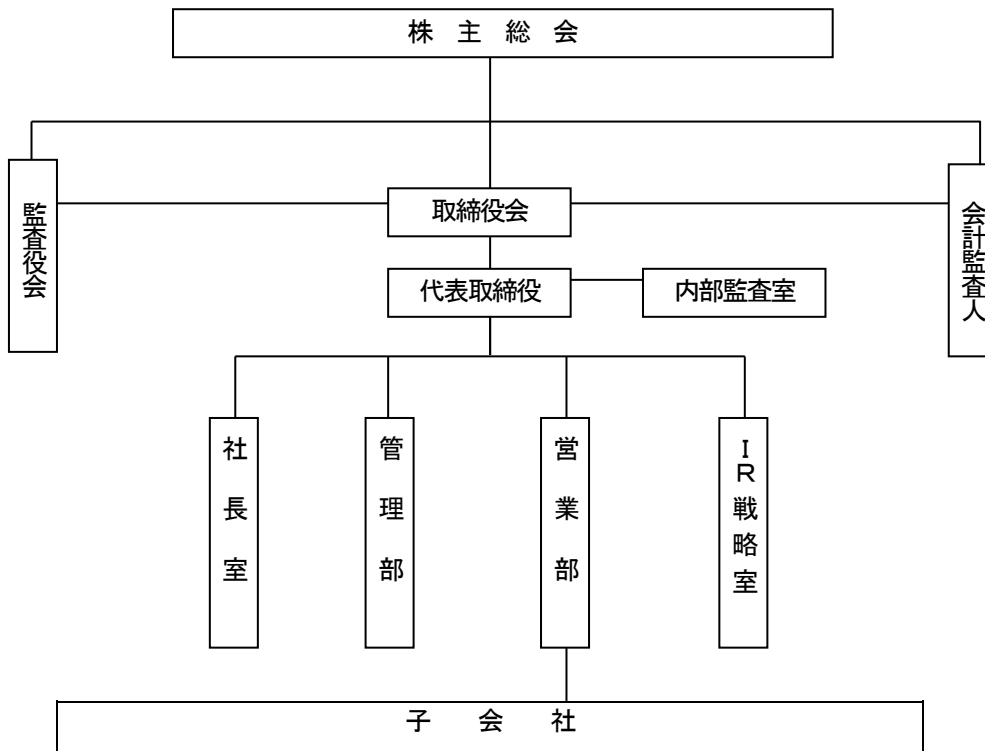 株主総会
監査役会
取締役会
会計監査人
代表取締役
内部監査室
社長室
管理部
営業部
IR戦略室
子会社